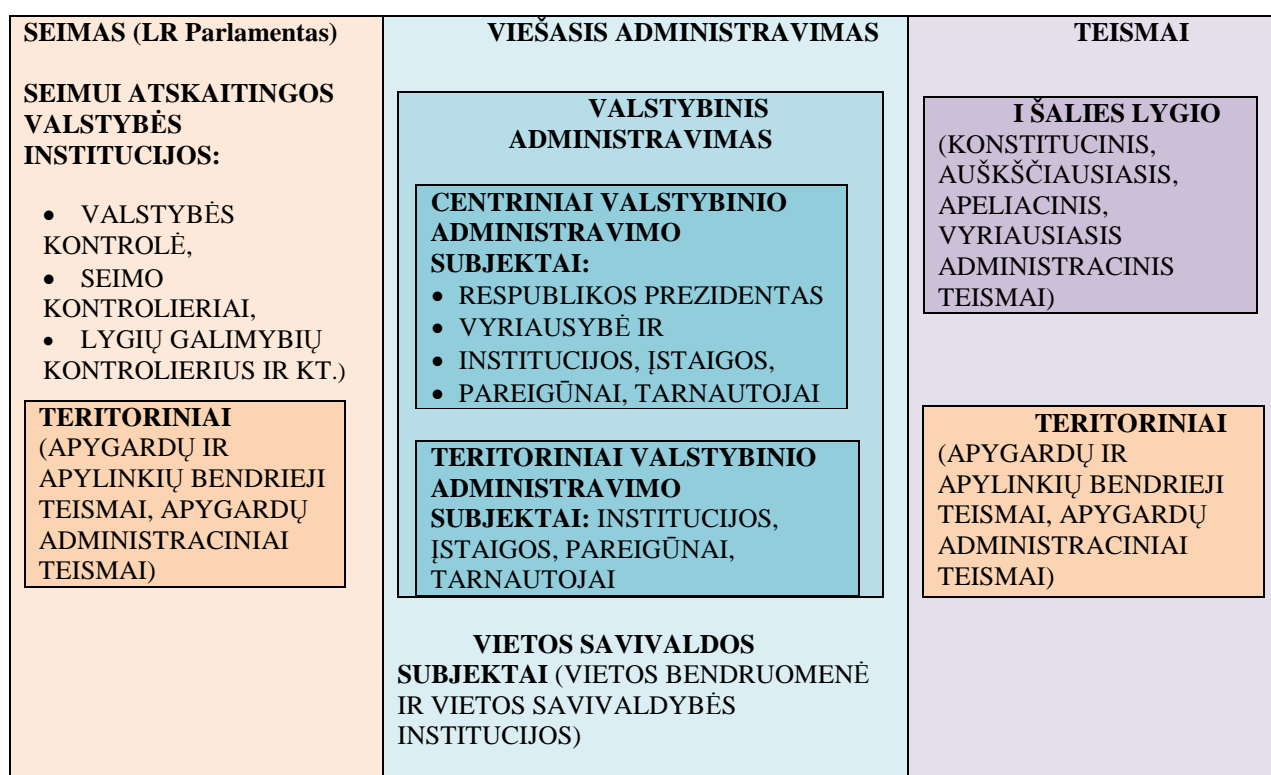 SEIMAS (LR Parlamentas)
SEIMUI ATSKAITINGOS
VALSTYBĖS
INSTITUCIJOS:
• VALSTYBĖS
KONTROLĖ,
• SEIMO
KONTROLIERIAI,
• LYGIŲ GALIMYBIŲ
KONTROLIERIUS IR KT.)
TERITORINIAI
(APYGARDŲ IR
APYLINKIŲ BENDRIEJI
TEISMAI, APYGARDŲ
ADMINISTRACINIAI
TEISMAI)
VIEŠASIS ADMINISTRAVIMAS
VALSTYBINIS
ADMINISTRAVIMAS
CENTRINIAI VALSTYBINIO
ADMINISTRAVIMO
SUBJEKTAI:
• RESPUBLIKOS PREZIDENTAS
• VYRIAUSYBĖ IR
• INSTITUCIJOS, ĮSTAIGOS,
• PAREIGŪNAI, TARNAUTOJAI
TERITORINIAI VALSTYBINIO
ADMINISTRAVIMO
SUBJEKTAI: INSTITUCIJOS,
ĮSTAIGOS, PAREIGŪNAI,
TARNAUTOJAI
VIETOS SAVIVALDOS
SUBJEKTAI (VIETOS BENDRUOMENĖ
IR VIETOS SAVIVALDYBĖS
INSTITUCIJOS)
TEISMAI
I ŠALIES LYGIO
(KONSTITUCINIS,
AUŠKŠČIAUSIASIS,
APELIACINIS,
VYRIAUSIASIS
ADMINISTRACINIS
TEISMAI)
TERITORINIAI
(APYGARDŲ IR
APYLINKIŲ BENDRIEJI
TEISMAI, APYGARDŲ
ADMINISTRACINIAI
TEISMAI)